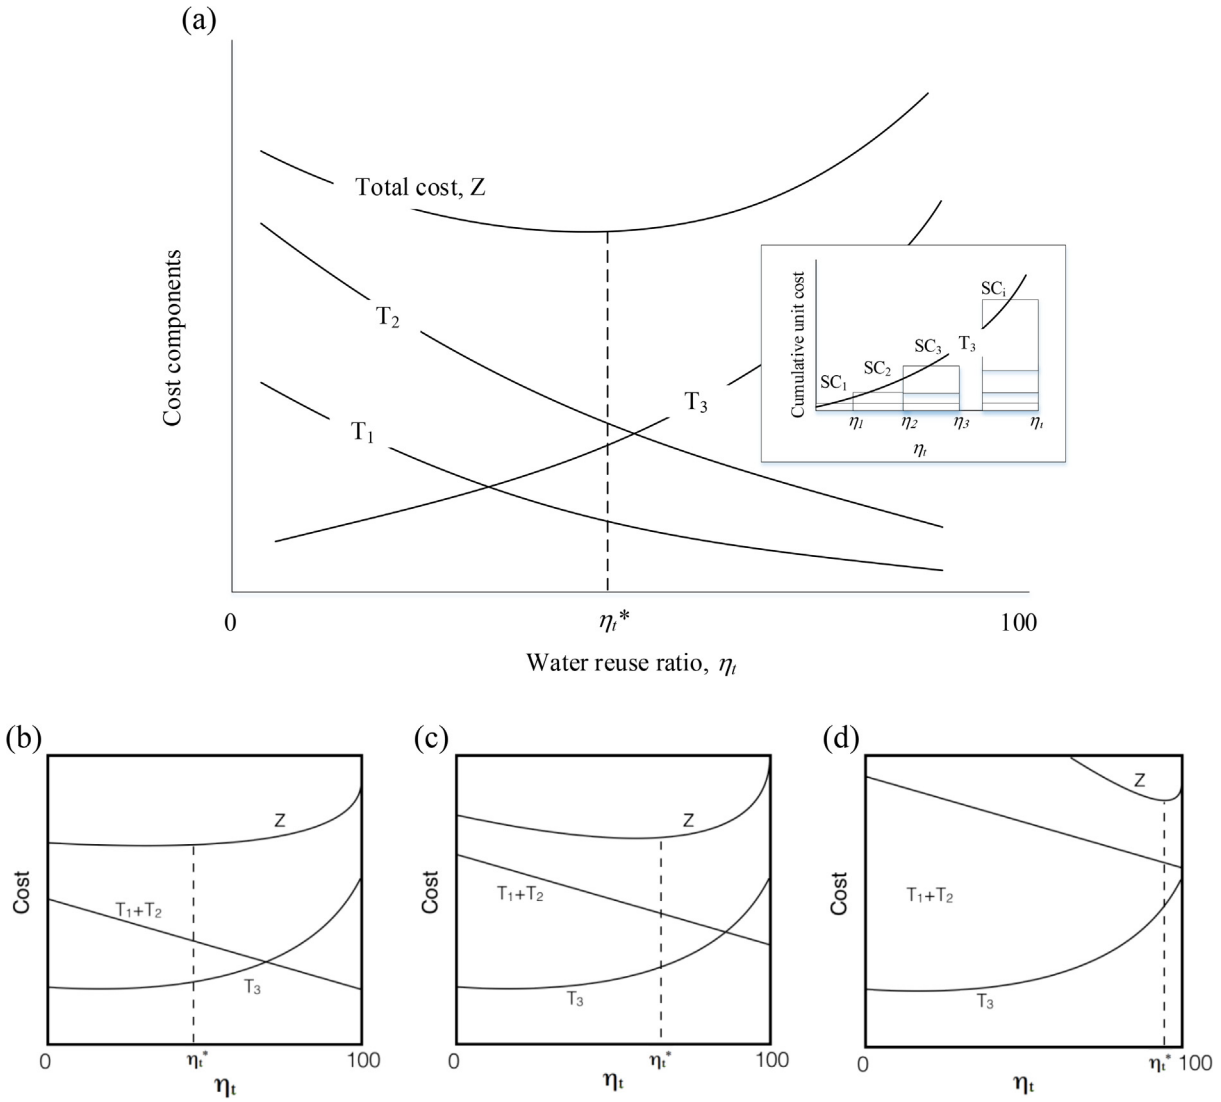 (a)
Cost components
Total cost, Z
T₂
T₁
T₃
Cumulative unit cost
SC₁
SC₂
SC₃
T₃
SCᵢ
η₁
η₂
η₃
ηₜ
ηₜ
0
ηₜ*
100
Water reuse ratio, ηₜ
(b)
Cost
Z
T₁+T₂
T₃
0
ηₜ*
100
ηₜ
(c)
Cost
Z
T₁+T₂
T₃
0
ηₜ*
100
ηₜ
(d)
Cost
Z
T₁+T₂
T₃
0
ηₜ*
100
ηₜ